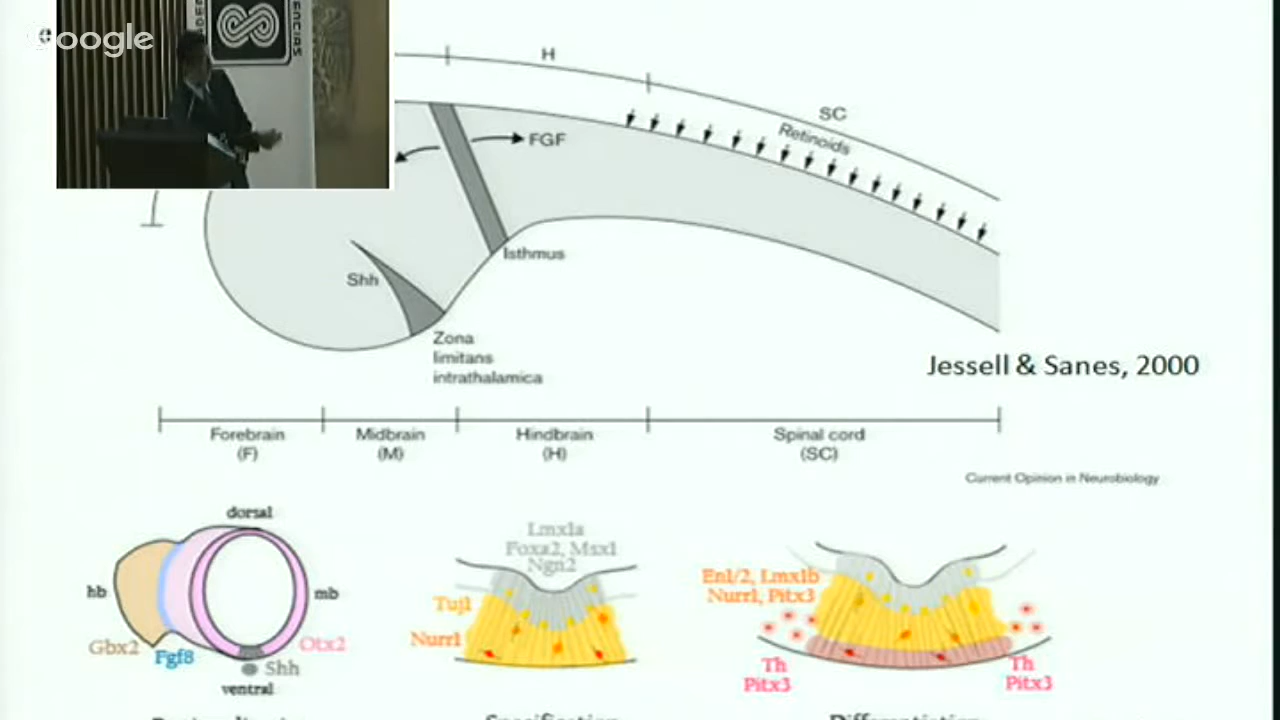 Google
H
SC
Retinoids
FGF
Isthmus
Shh
Zona
limitans
intrathalamica
Jessell & Sanes, 2000
Forebrain
(F)
Midbrain
(M)
Hindbrain
(H)
Spinal cord
(SC)
Current Opinion in Neurobiology
dorsal
hb
mb
Gbx2
Fgf8
Otx2
Shh
ventral
Lmx1a
Foxa2, Msx1
Ngn2
Tuj1
Nurr1
En1/2, Lmx1b
Nurr1, Pitx3
Th
Pitx3
Th
Pitx3
Specification
Differentiation